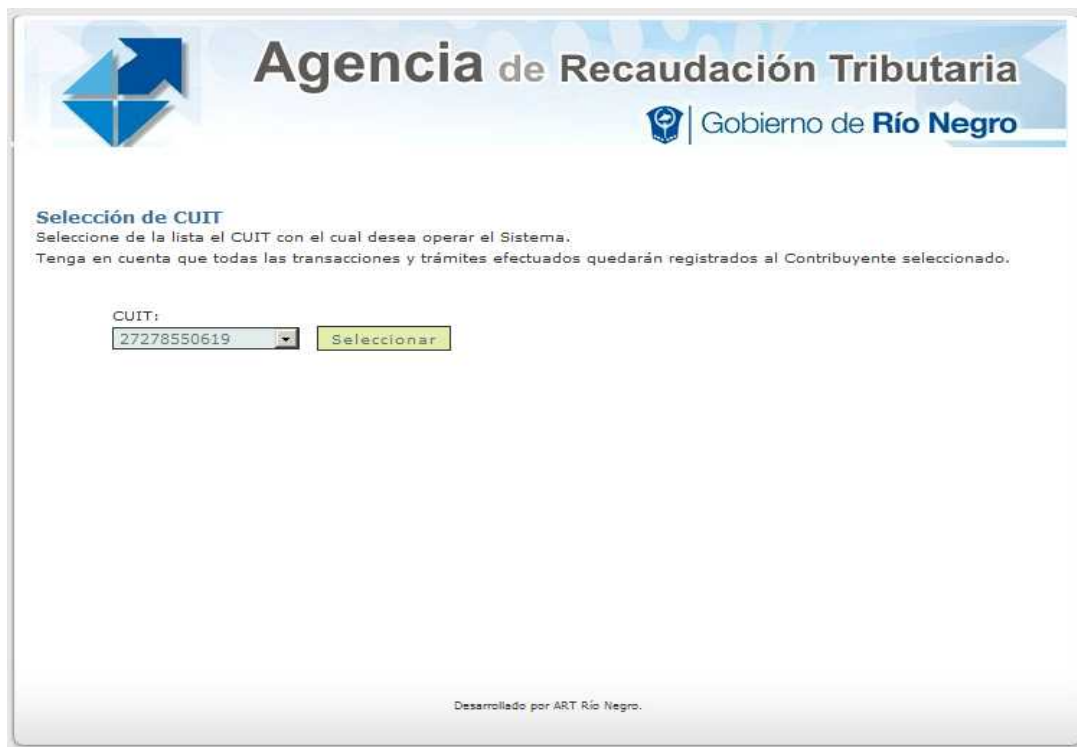 Agencia de Recaudación Tributaria
Gobierno de Río Negro
Selección de CUIT
Seleccione de la lista el CUIT con el cual desea operar el Sistema.
Tenga en cuenta que todas las transacciones y trámites efectuados quedarán registrados al Contribuyente seleccionado.
CUIT:
27278550619 Seleccionar
Desarrollado por ART Río Negro.